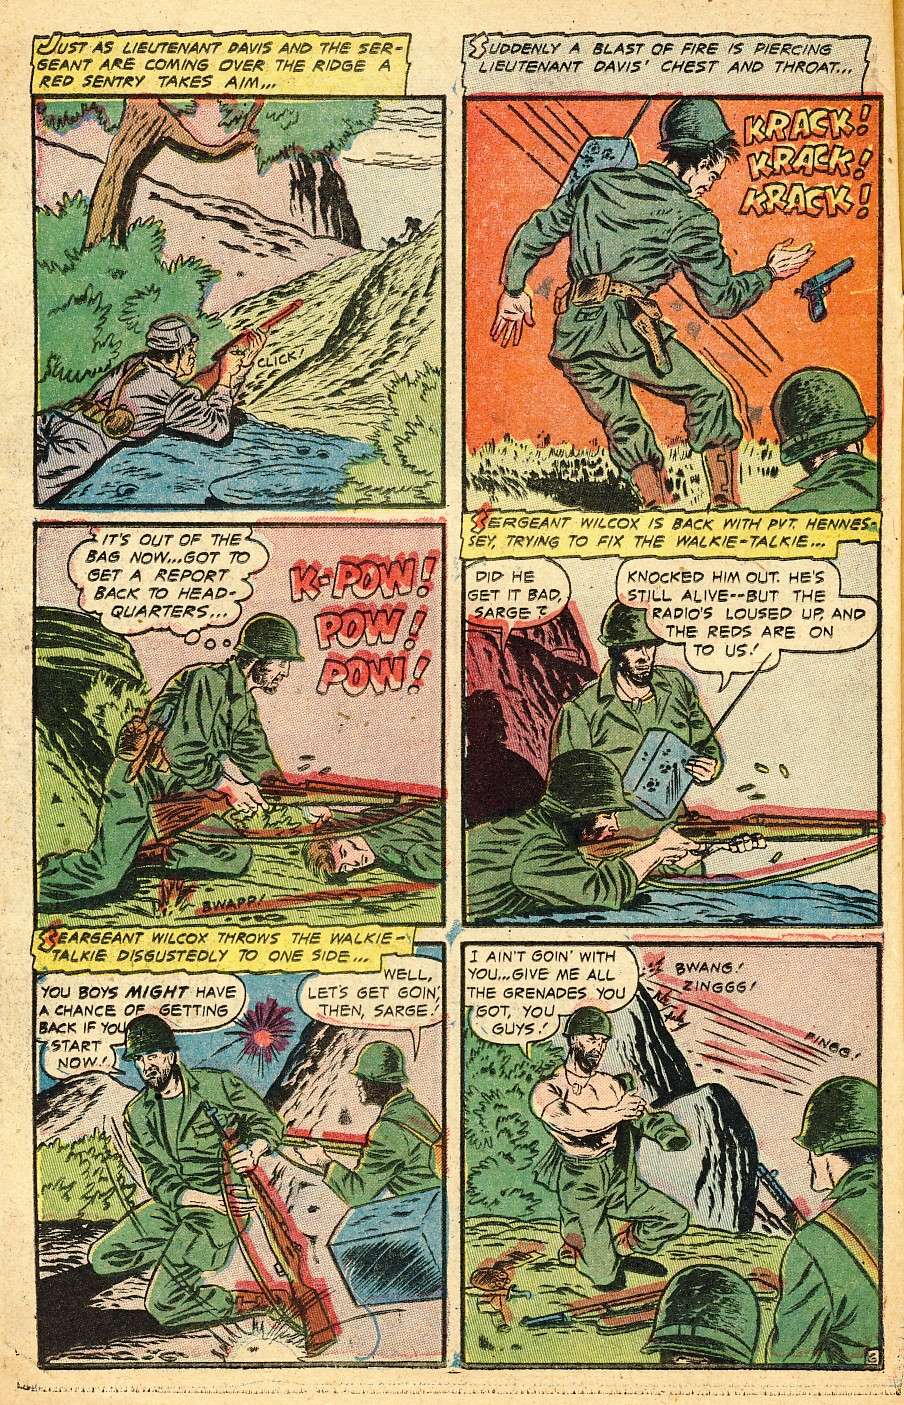 JUST AS LIEUTENANT DAVIS AND THE SER-
GEANT ARE COMING OVER THE RIDGE A
RED SENTRY TAKES AIM...
CLICK!
SUDDENLY A BLAST OF FIRE IS PIERCING
LIEUTENANT DAVIS' CHEST AND THROAT...
KRACK!
KRACK!
KRACK!
IT'S OUT OF THE
BAG NOW...GOT TO
GET A REPORT
BACK TO HEAD-
QUARTERS...
K-POW!
POW!
POW!
BWAPP!
SERGEANT WILCOX IS BACK WITH PVT. HENNES-
SEY, TRYING TO FIX THE WALKIE-TALKIE...
DID HE
GET IT BAD,
SARGE?
KNOCKED HIM OUT. HE'S
STILL ALIVE--BUT THE
RADIO'S LOUSED UP, AND
THE REDS ARE ON
TO US!
SEARGEANT WILCOX THROWS THE WALKIE-
TALKIE DISGUSTEDLY TO ONE SIDE...
YOU BOYS MIGHT HAVE
A CHANCE OF GETTING
BACK IF YOU
START
NOW!
WELL,
LET'S GET GOIN',
THEN, SARGE!
I AIN'T GOIN' WITH
YOU...GIVE ME ALL
THE GRENADES YOU
GOT, YOU
GUYS!
BWANG!
ZINGGG!
PINGG!
3